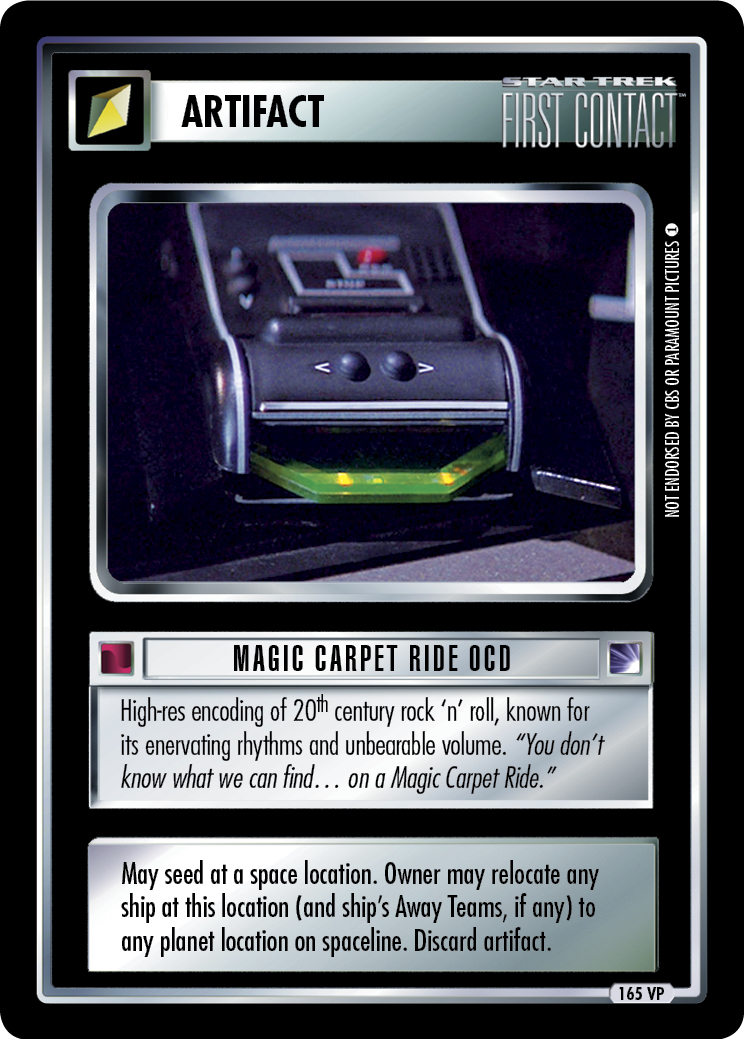 ARTIFACT
STAR TREK
FIRST CONTACT™
STOP
V
< >
NOT ENDORSED BY CBS OR PARAMOUNT PICTURES 1
MAGIC CARPET RIDE OCD
High-res encoding of 20th century rock ‘n’ roll, known for
its enervating rhythms and unbearable volume. “You don’t
know what we can find... on a Magic Carpet Ride.”
May seed at a space location. Owner may relocate any
ship at this location (and ship’s Away Teams, if any) to
any planet location on spaceline. Discard artifact.
165 VP